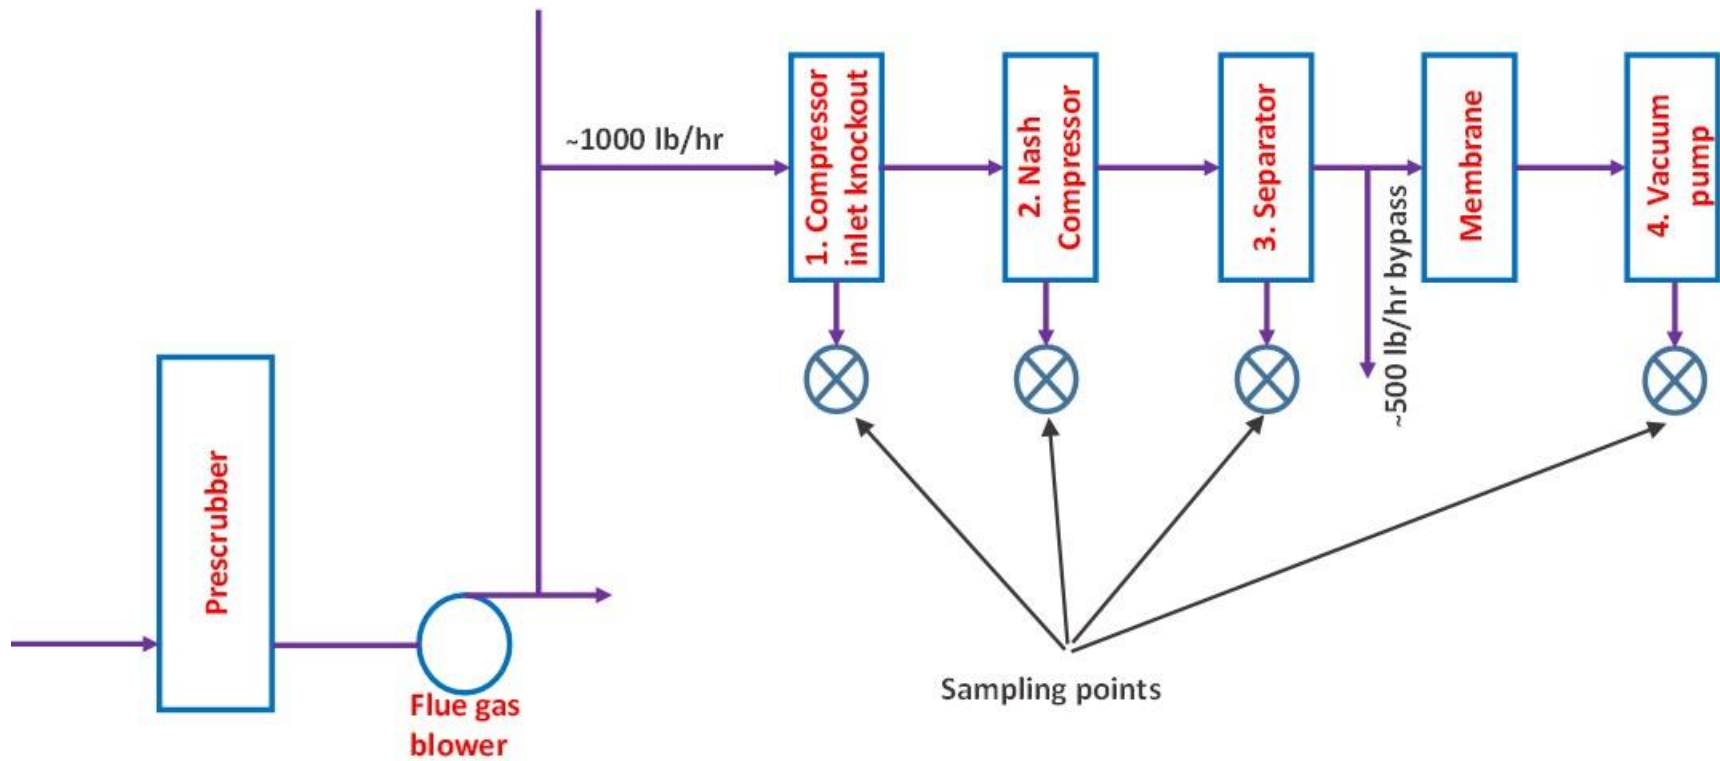 ~1000 lb/hr
1. Compressor
inlet knockout
2. Nash
Compressor
3. Separator
~500 lb/hr bypass
Membrane
4. Vacuum
pump
Prescrubber
Flue gas
blower
Sampling points